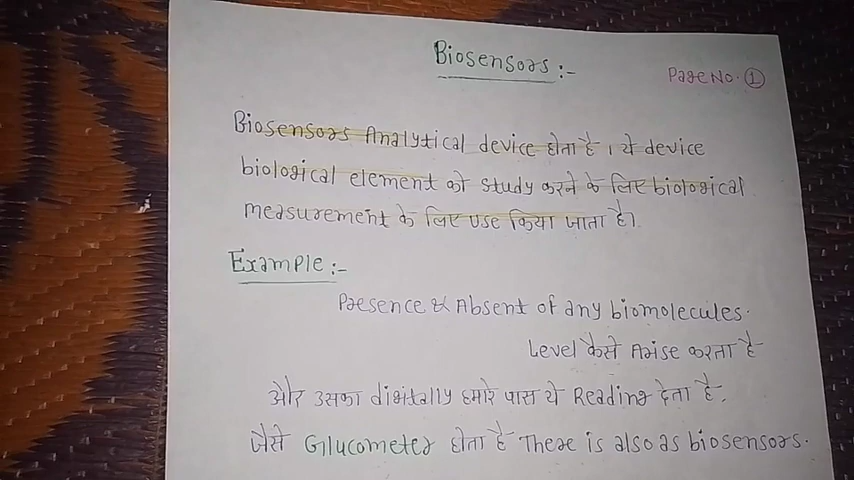 Biosensors :-
Page No. 1
Biosensors Analytical device होता है। ये device
biological element को study करने के लिए biological
measurement के लिए use किया जाता है।
Example :-
Presence & Absent of any biomolecules.
Level कैसे Arise करता है
और उसका digitally हमारे पास ये Reading देता है.
जैसे Glucometer होता है There is also as biosensors.